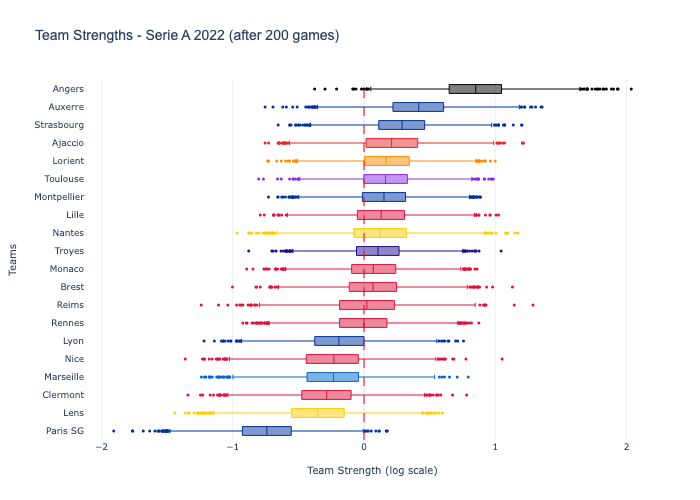 Team Strengths - Serie A 2022 (after 200 games)
Angers
Auxerre
Strasbourg
Ajaccio
Lorient
Toulouse
Montpellier
Lille
Nantes
Troyes
Monaco
Brest
Reims
Rennes
Lyon
Nice
Marseille
Clermont
Lens
Paris SG
Teams
−2 −1 0 1 2
Team Strength (log scale)